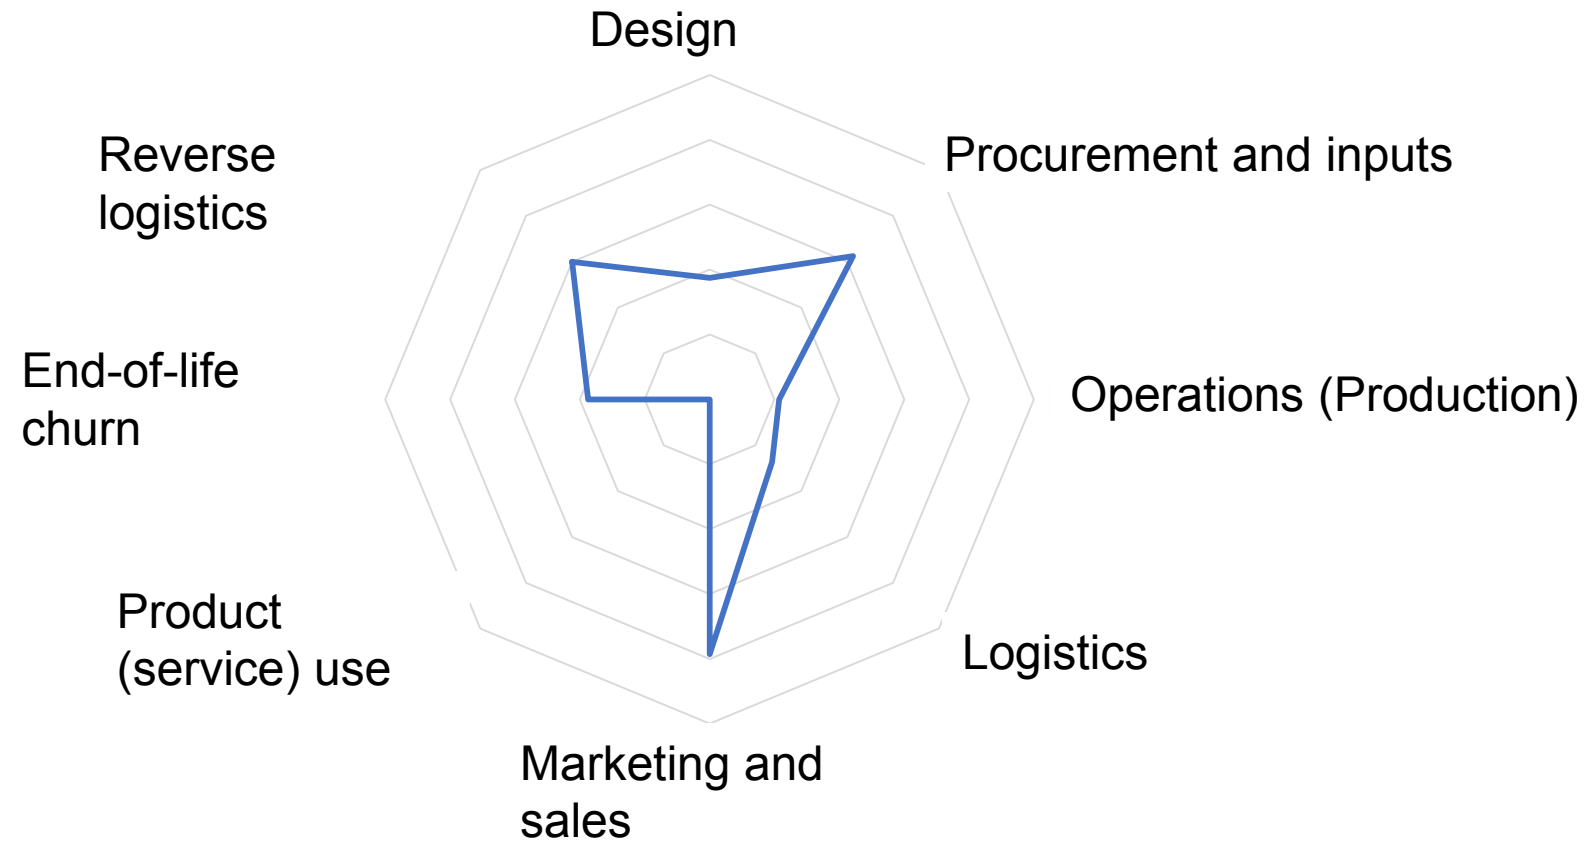 Design
Reverse
logistics
Procurement and inputs
End-of-life
churn
Operations (Production)
Product
(service) use
Logistics
Marketing and
sales